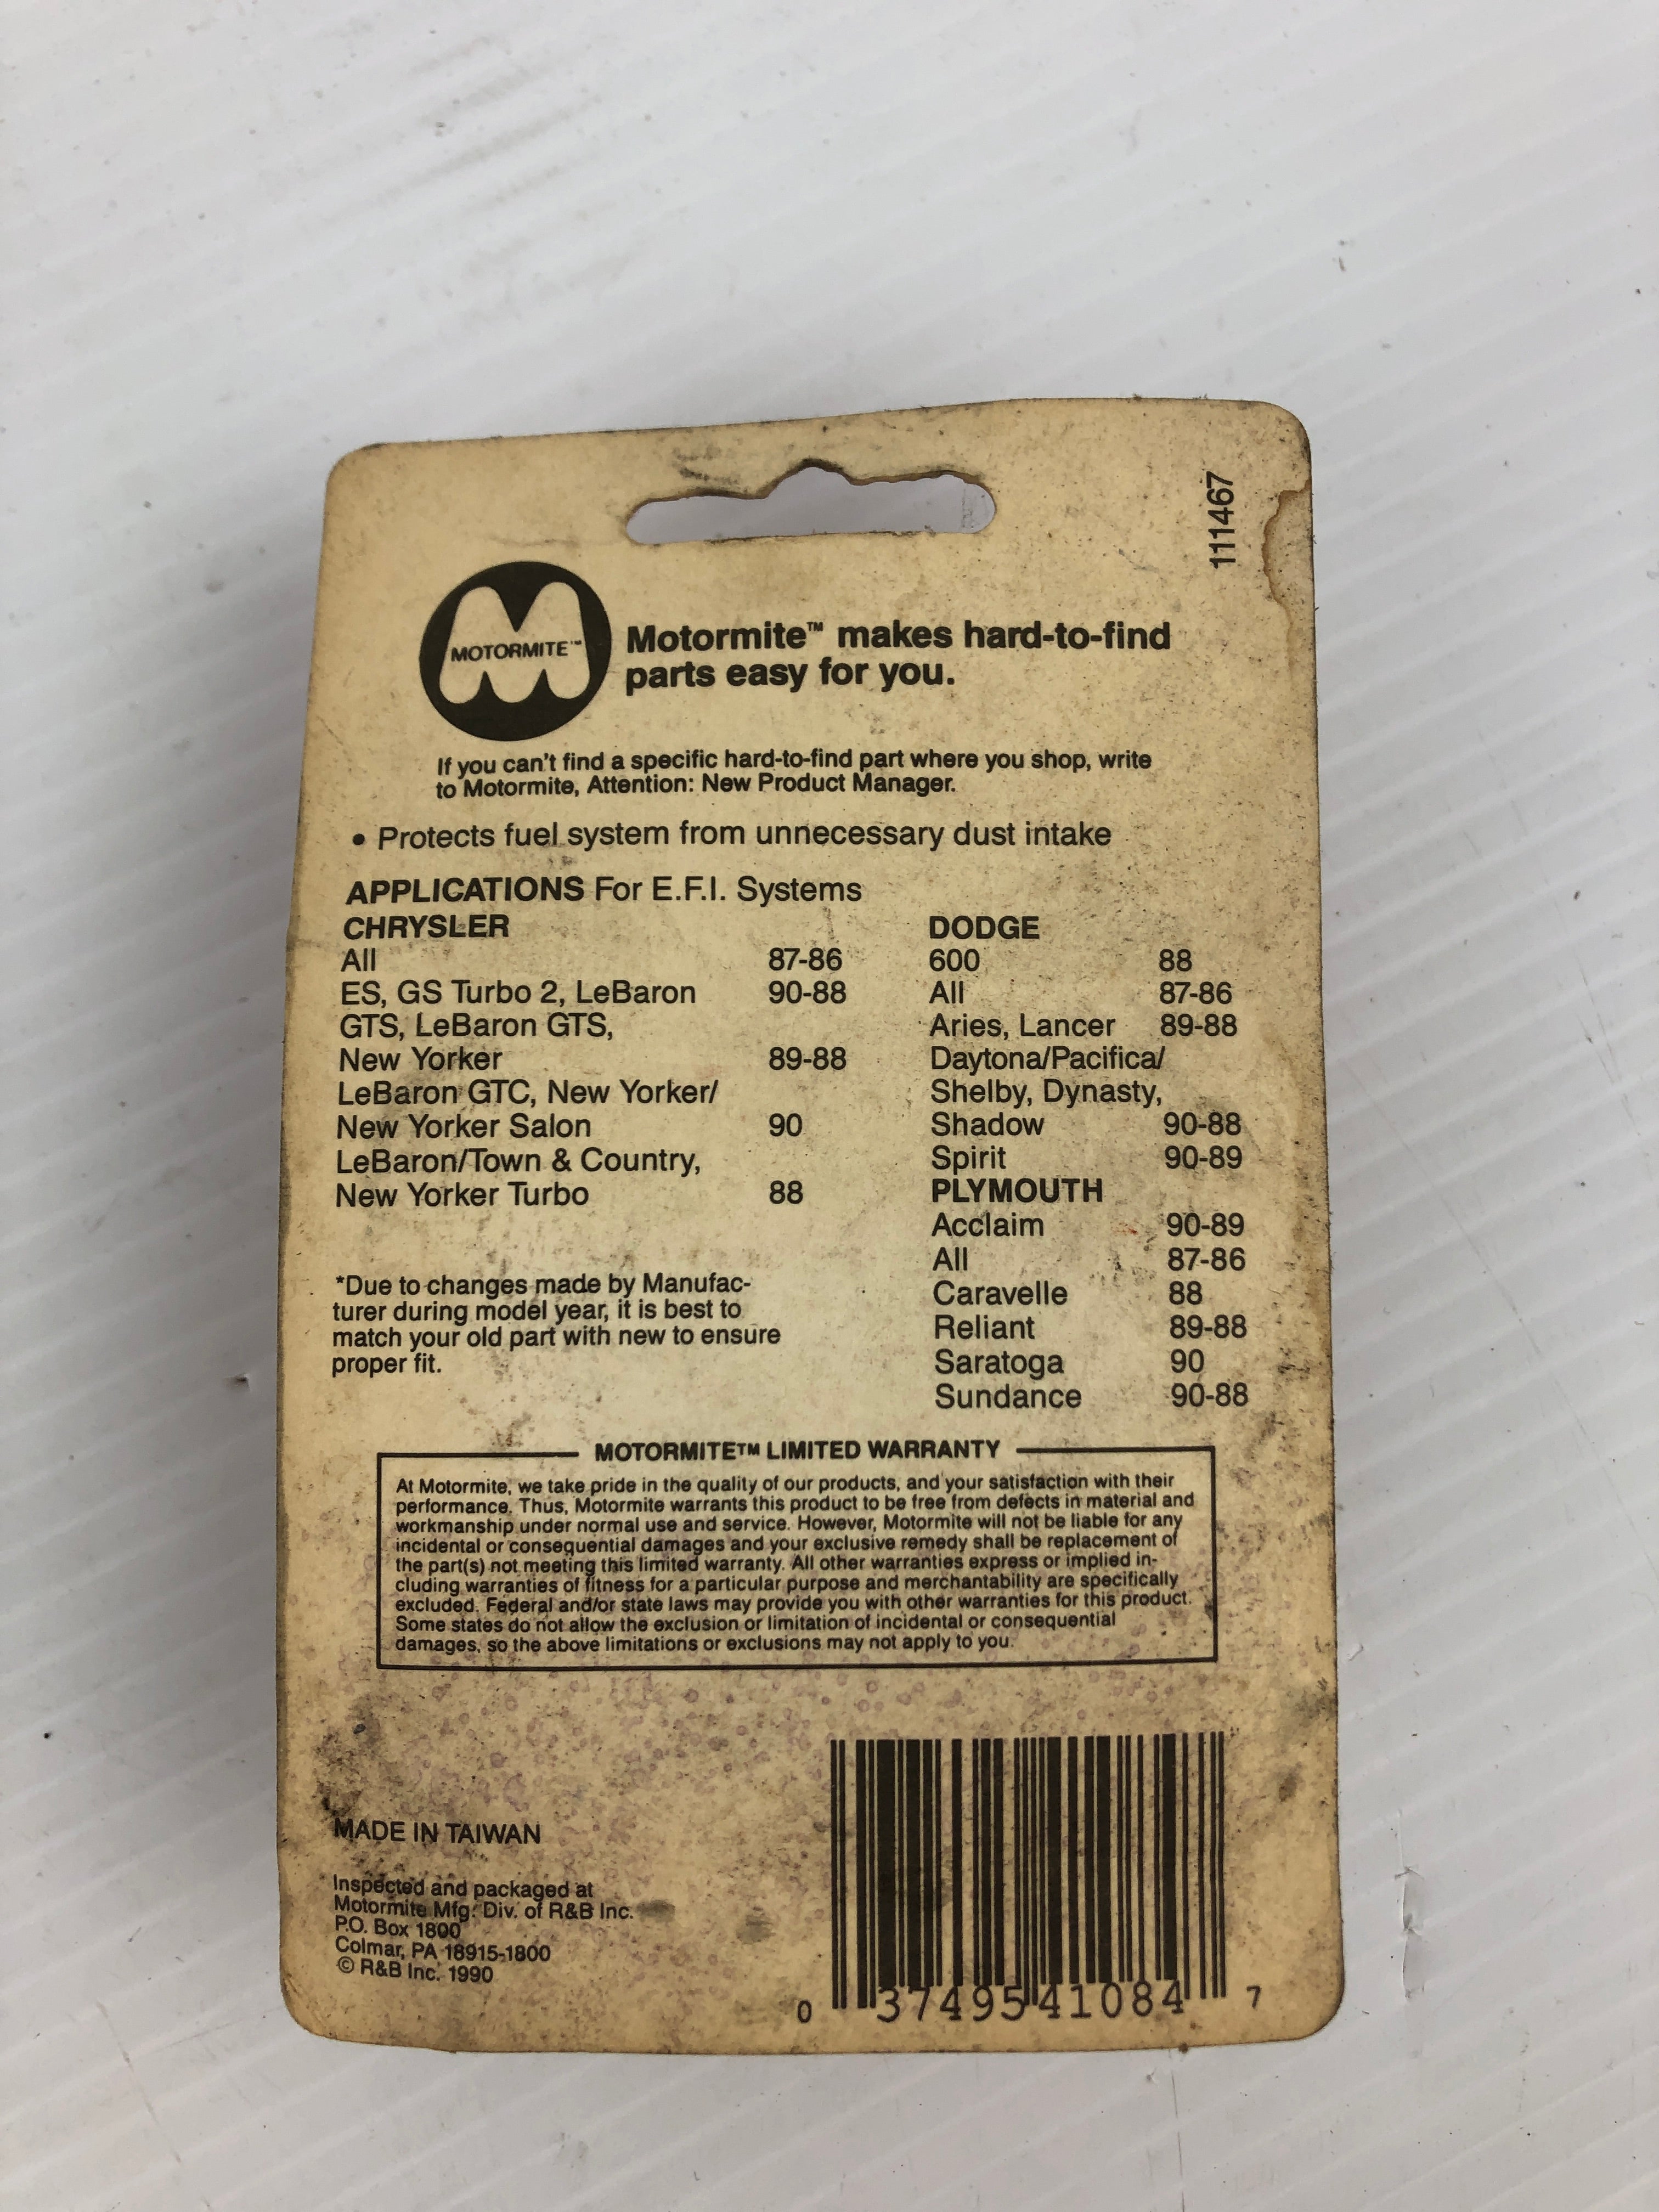 111467
MOTORMITE™
Motormite™ makes hard-to-find
parts easy for you.
If you can't find a specific hard-to-find part where you shop, write
to Motormite, Attention: New Product Manager.
• Protects fuel system from unnecessary dust intake
APPLICATIONS For E.F.I. Systems
CHRYSLER
All 87-86
ES, GS Turbo 2, LeBaron 90-88
GTS, LeBaron GTS,
New Yorker 89-88
LeBaron GTC, New Yorker/
New Yorker Salon 90
LeBaron/Town & Country,
New Yorker Turbo 88
*Due to changes made by Manufac-
turer during model year, it is best to
match your old part with new to ensure
proper fit.
DODGE
600 88
All 87-86
Aries, Lancer 89-88
Daytona/Pacifica/
Shelby, Dynasty,
Shadow 90-88
Spirit 90-89
PLYMOUTH
Acclaim 90-89
All 87-86
Caravelle 88
Reliant 89-88
Saratoga 90
Sundance 90-88
MOTORMITE™ LIMITED WARRANTY
At Motormite, we take pride in the quality of our products, and your satisfaction with their
performance. Thus, Motormite warrants this product to be free from defects in material and
workmanship under normal use and service. However, Motormite will not be liable for any
incidental or consequential damages and your exclusive remedy shall be replacement of
the part(s) not meeting this limited warranty. All other warranties express or implied in-
cluding warranties of fitness for a particular purpose and merchantability are specifically
excluded. Federal and/or state laws may provide you with other warranties for this product.
Some states do not allow the exclusion or limitation of incidental or consequential
damages, so the above limitations or exclusions may not apply to you.
MADE IN TAIWAN
Inspected and packaged at
Motormite Mfg. Div. of R&B Inc.
P.O. Box 1800
Colmar, PA 18915-1800
© R&B Inc. 1990
0 37495 41084 7